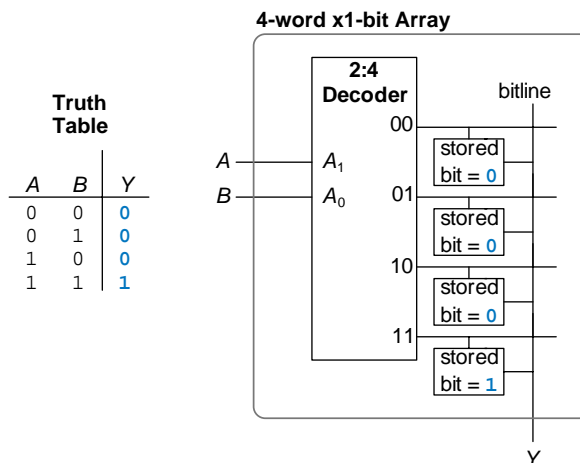 4-word x1-bit Array
2:4
Decoder
bitline
Truth
Table
A B Y
0 0 0
0 1 0
1 0 0
1 1 1
A
B
A1
A0
00
stored
bit = 0
01
stored
bit = 0
10
stored
bit = 0
11
stored
bit = 1
Y